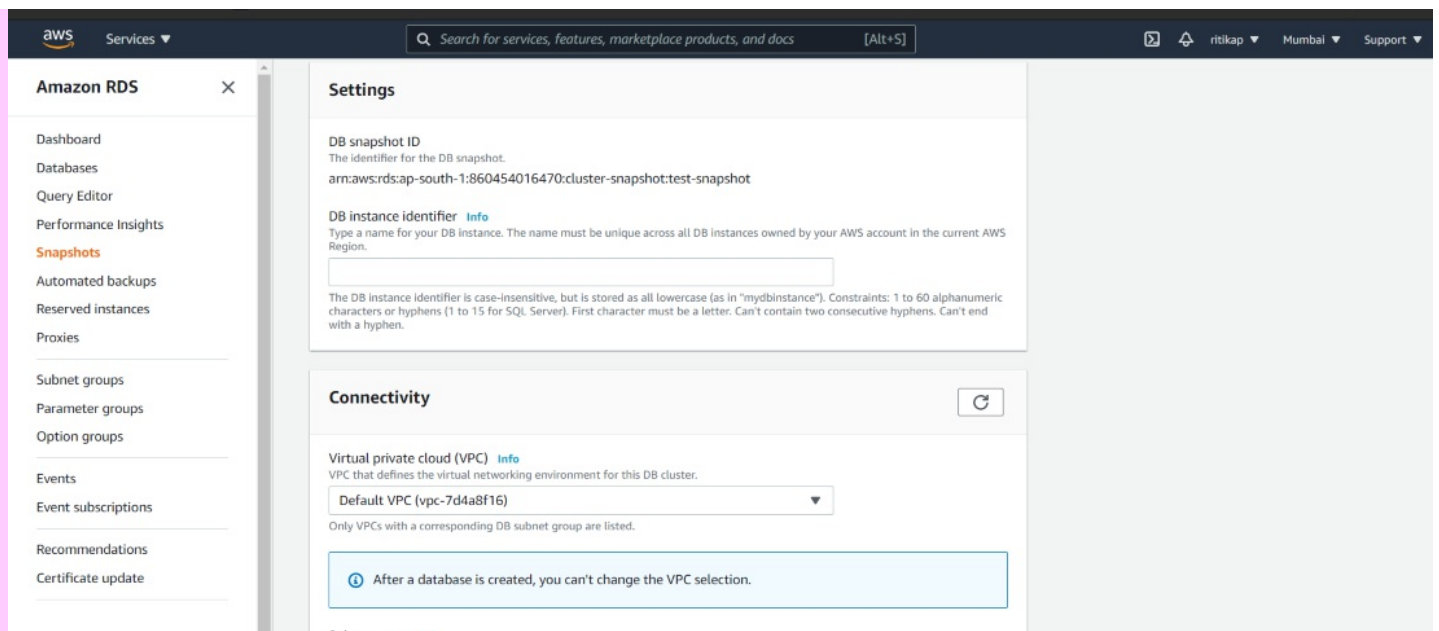 aws
Services ▼
Search for services, features, marketplace products, and docs
[Alt+S]
ritikap ▼
Mumbai ▼
Support ▼
Amazon RDS
Dashboard
Databases
Query Editor
Performance Insights
Snapshots
Automated backups
Reserved instances
Proxies
Subnet groups
Parameter groups
Option groups
Events
Event subscriptions
Recommendations
Certificate update
Settings
DB snapshot ID
The identifier for the DB snapshot.
arn:aws:rds:ap-south-1:860454016470:cluster-snapshot:test-snapshot
DB instance identifier Info
Type a name for your DB instance. The name must be unique across all DB instances owned by your AWS account in the current AWS
Region.
The DB instance identifier is case-insensitive, but is stored as all lowercase (as in "mydbinstance"). Constraints: 1 to 60 alphanumeric
characters or hyphens (1 to 15 for SQL Server). First character must be a letter. Can't contain two consecutive hyphens. Can't end
with a hyphen.
Connectivity
Virtual private cloud (VPC) Info
VPC that defines the virtual networking environment for this DB cluster.
Default VPC (vpc-7d4a8f16)
Only VPCs with a corresponding DB subnet group are listed.
After a database is created, you can't change the VPC selection.